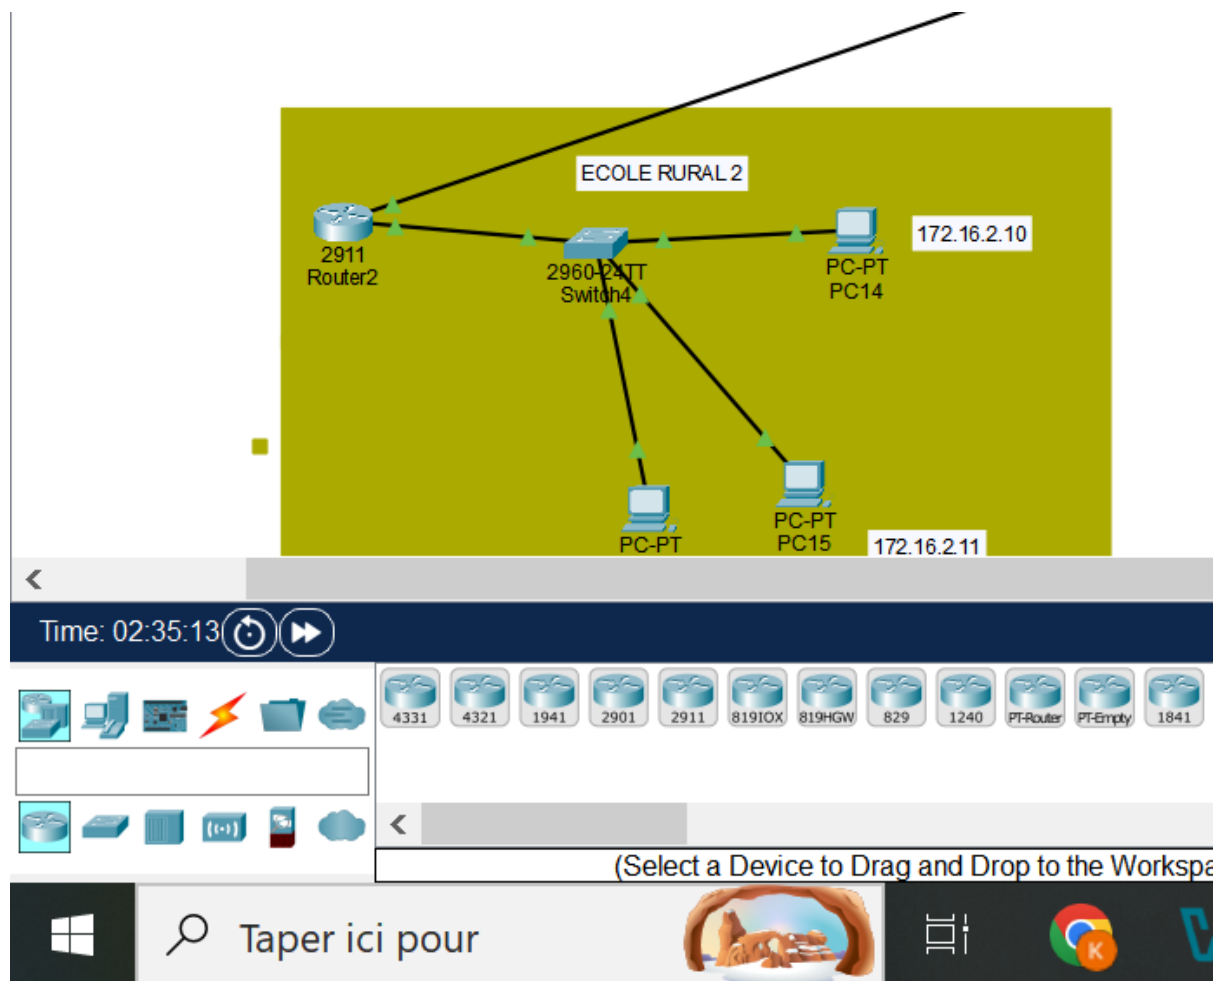 ECOLE RURAL 2
2911
Router2
2960-24TT
Switch4
PC-PT
PC14
172.16.2.10
PC-PT
PC-PT
PC15
172.16.2.11
Time: 02:35:13
4331
4321
1941
2901
2911
819IOX
819HGW
829
1240
PT-Router
PT-Empty
1841
(Select a Device to Drag and Drop to the Workspa
Taper ici pour
K